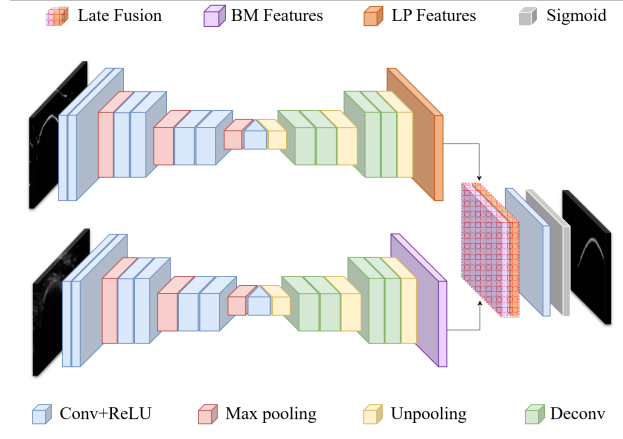 Late Fusion BM Features LP Features Sigmoid
Conv+ReLU Max pooling Unpooling Deconv